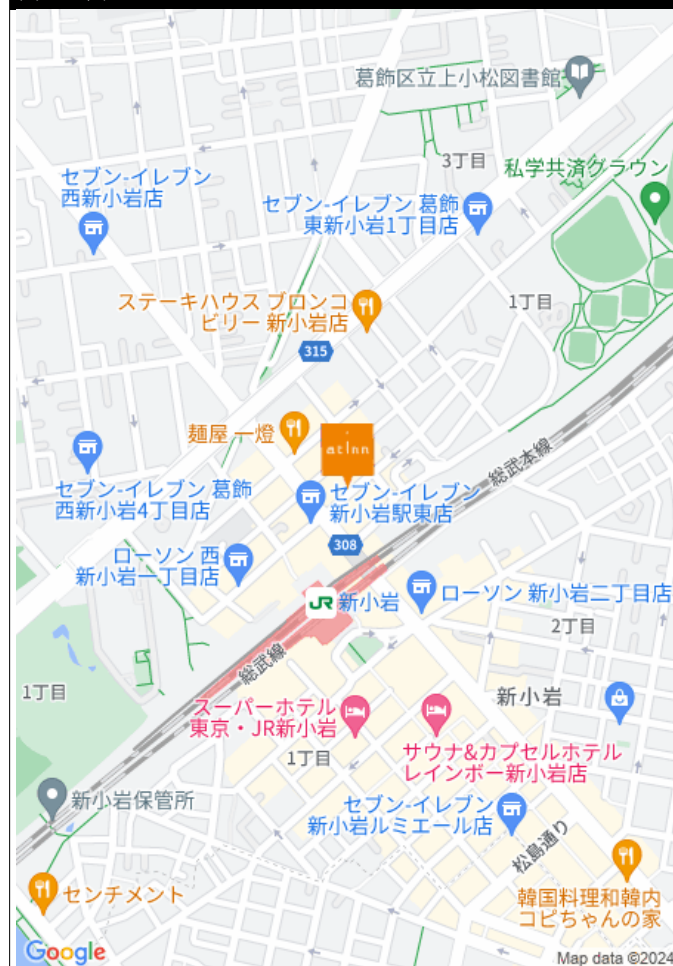 葛飾区立上小松図書館
3丁目
私学共済グラウン
セブン-イレブン
西新小岩店
セブン-イレブン 葛飾
東新小岩1丁目店
ステーキハウス ブロンコ
ビリー 新小岩店
1丁目
315
麺屋 一燈
at inn
総武本線
セブン-イレブン 葛飾
西新小岩4丁目店
セブン-イレブン
新小岩駅東店
308
ローソン 西
新小岩一丁目店
JR 新小岩
ローソン 新小岩二丁目店
2丁目
総武線
1丁目
新小岩
スーパーホテル
東京・JR新小岩
サウナ&カプセルホテル
レインボー新小岩店
1丁目
新小岩保管所
セブン-イレブン
新小岩ルミエール店
松島通り
センチメント
韓国料理和韓内
コピちゃんの家
Google
Map data ©2024